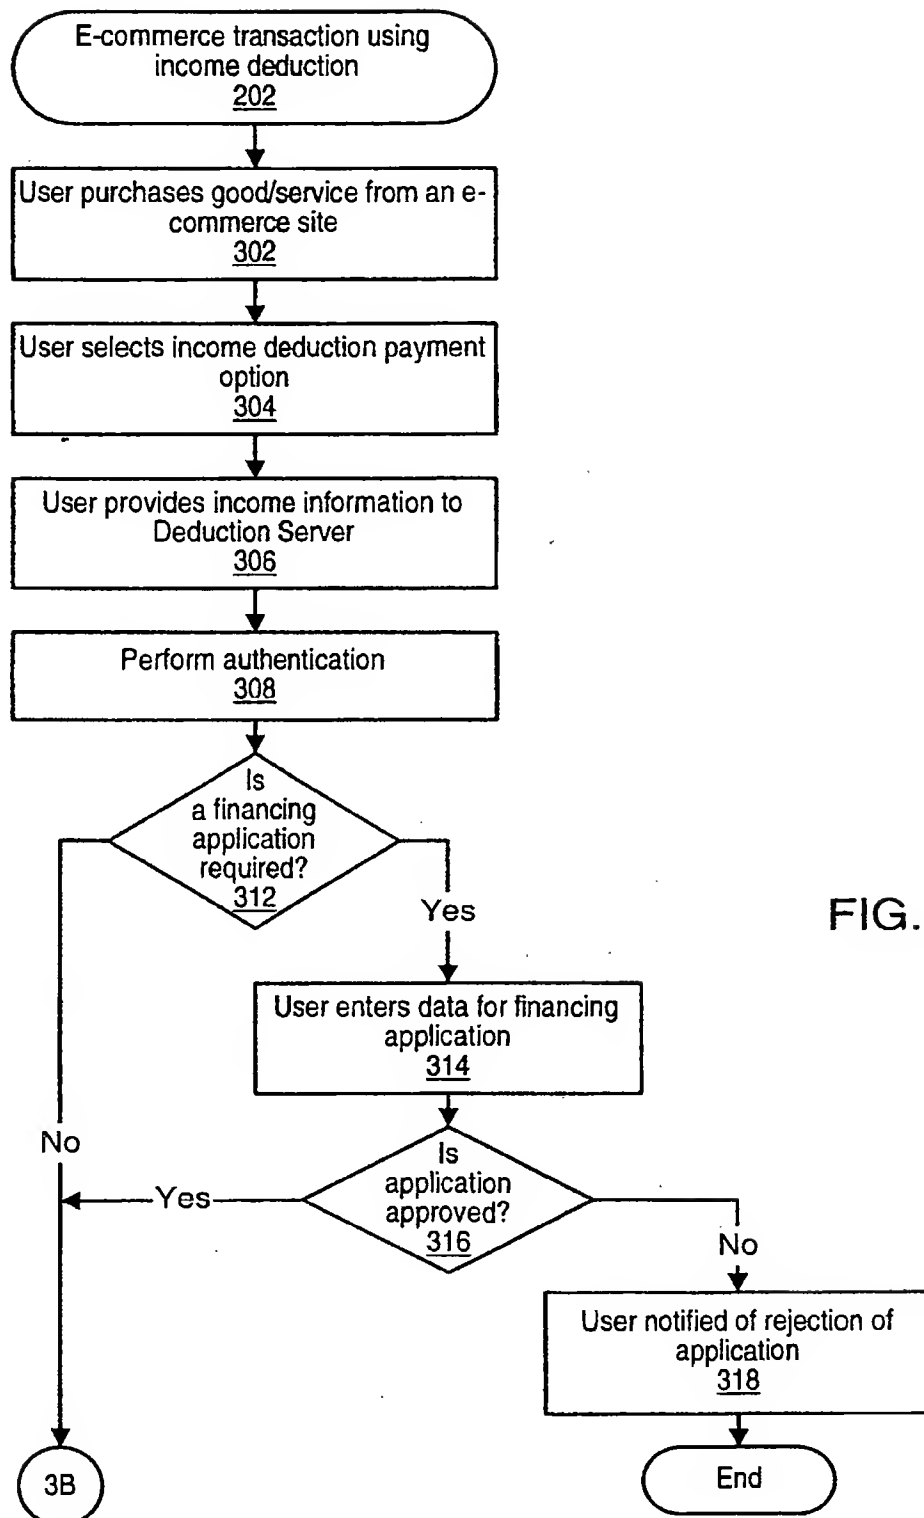 E-commerce transaction using
income deduction
202
User purchases good/service from an e-
commerce site
302
User selects income deduction payment
option
304
User provides income information to
Deduction Server
306
Perform authentication
308
Is
a financing
application
required?
312
Yes
FIG.
User enters data for financing
application
314
No
Is
application
approved?
316
Yes
No
User notified of rejection of
application
318
3B
End